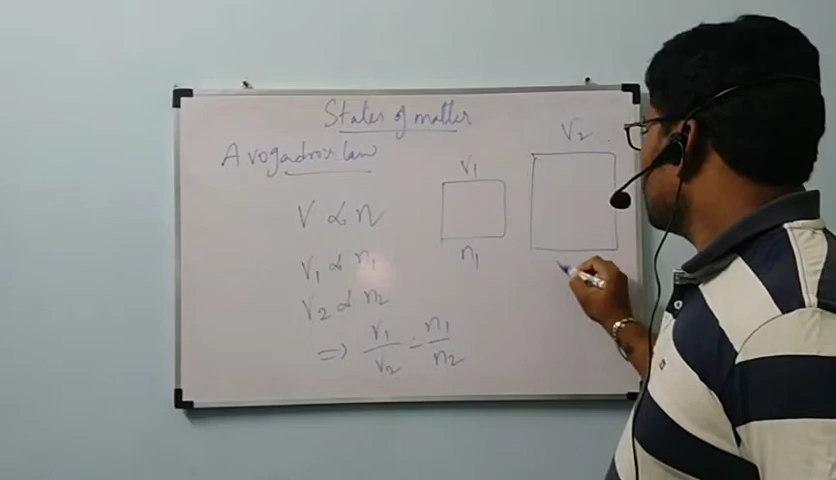 States of matter
Avogadro's law
V ∝ n
V₁ ∝ n₁
V₂ ∝ n₂
⇒ V₁/V₂ = n₁/n₂
V₁
n₁
V₂